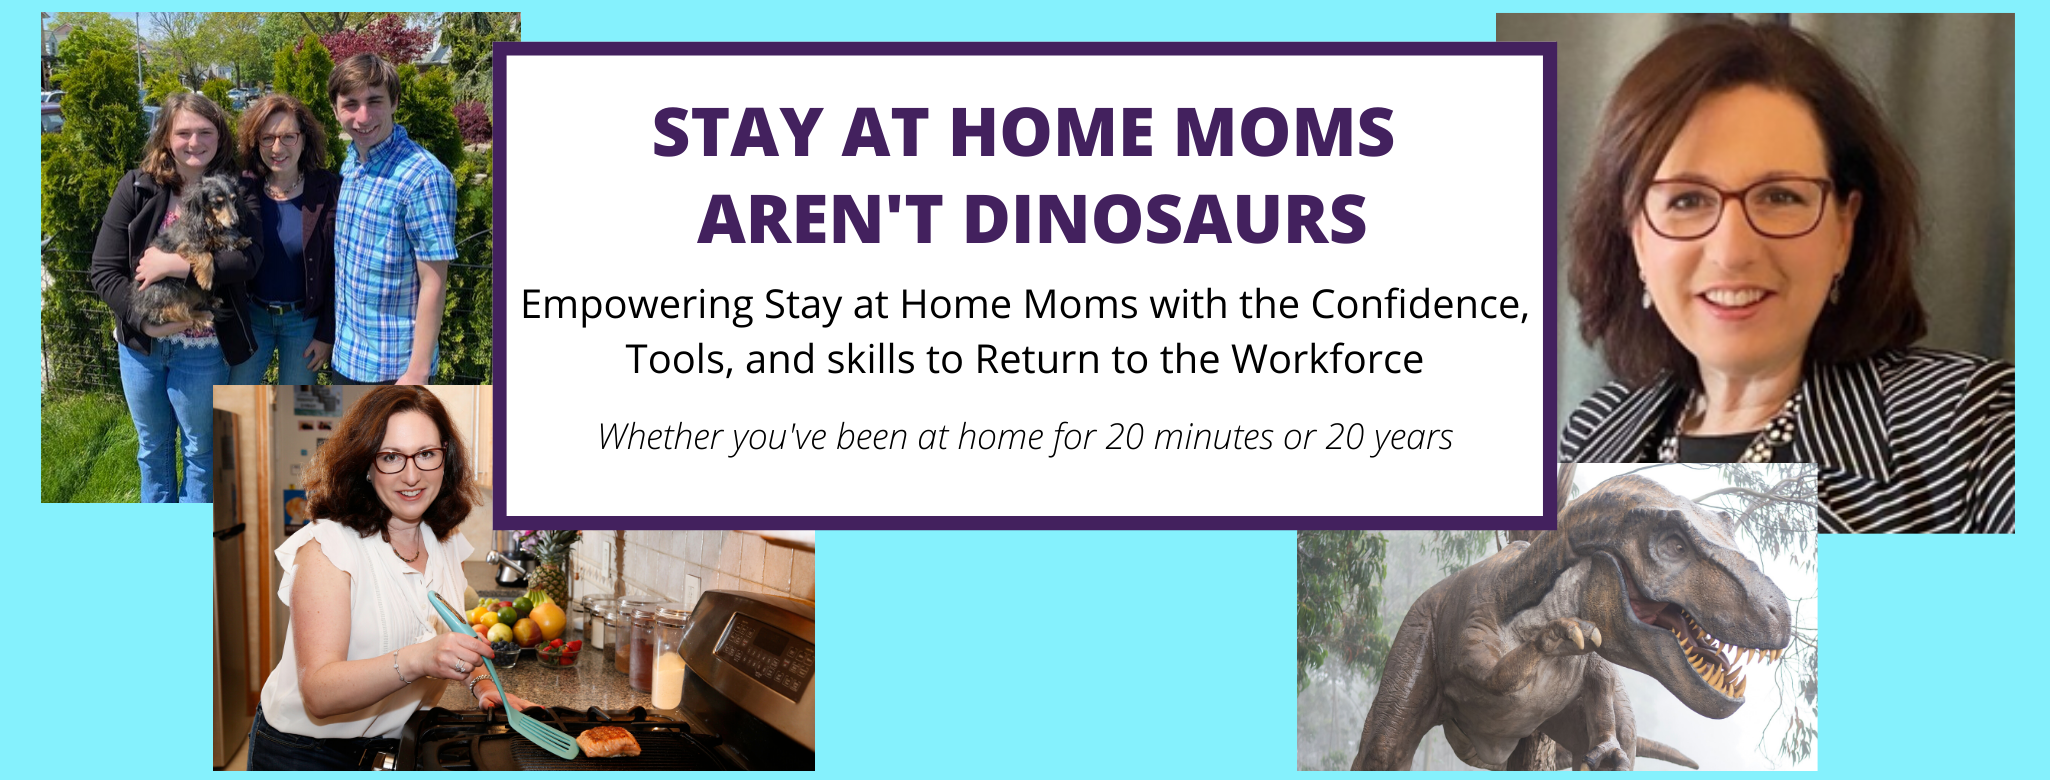 STAY AT HOME MOMS
AREN'T DINOSAURS
Empowering Stay at Home Moms with the Confidence,
Tools, and skills to Return to the Workforce
Whether you've been at home for 20 minutes or 20 years